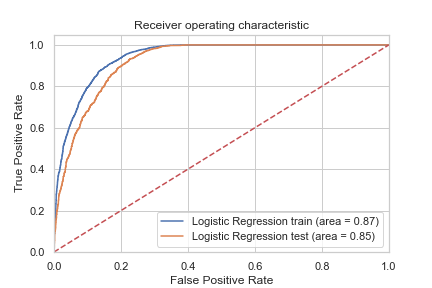 Receiver operating characteristic
1.0
0.8
0.6
0.4
0.2
0.0
True Positive Rate
Logistic Regression train (area = 0.87)
Logistic Regression test (area = 0.85)
0.0 0.2 0.4 0.6 0.8 1.0
False Positive Rate